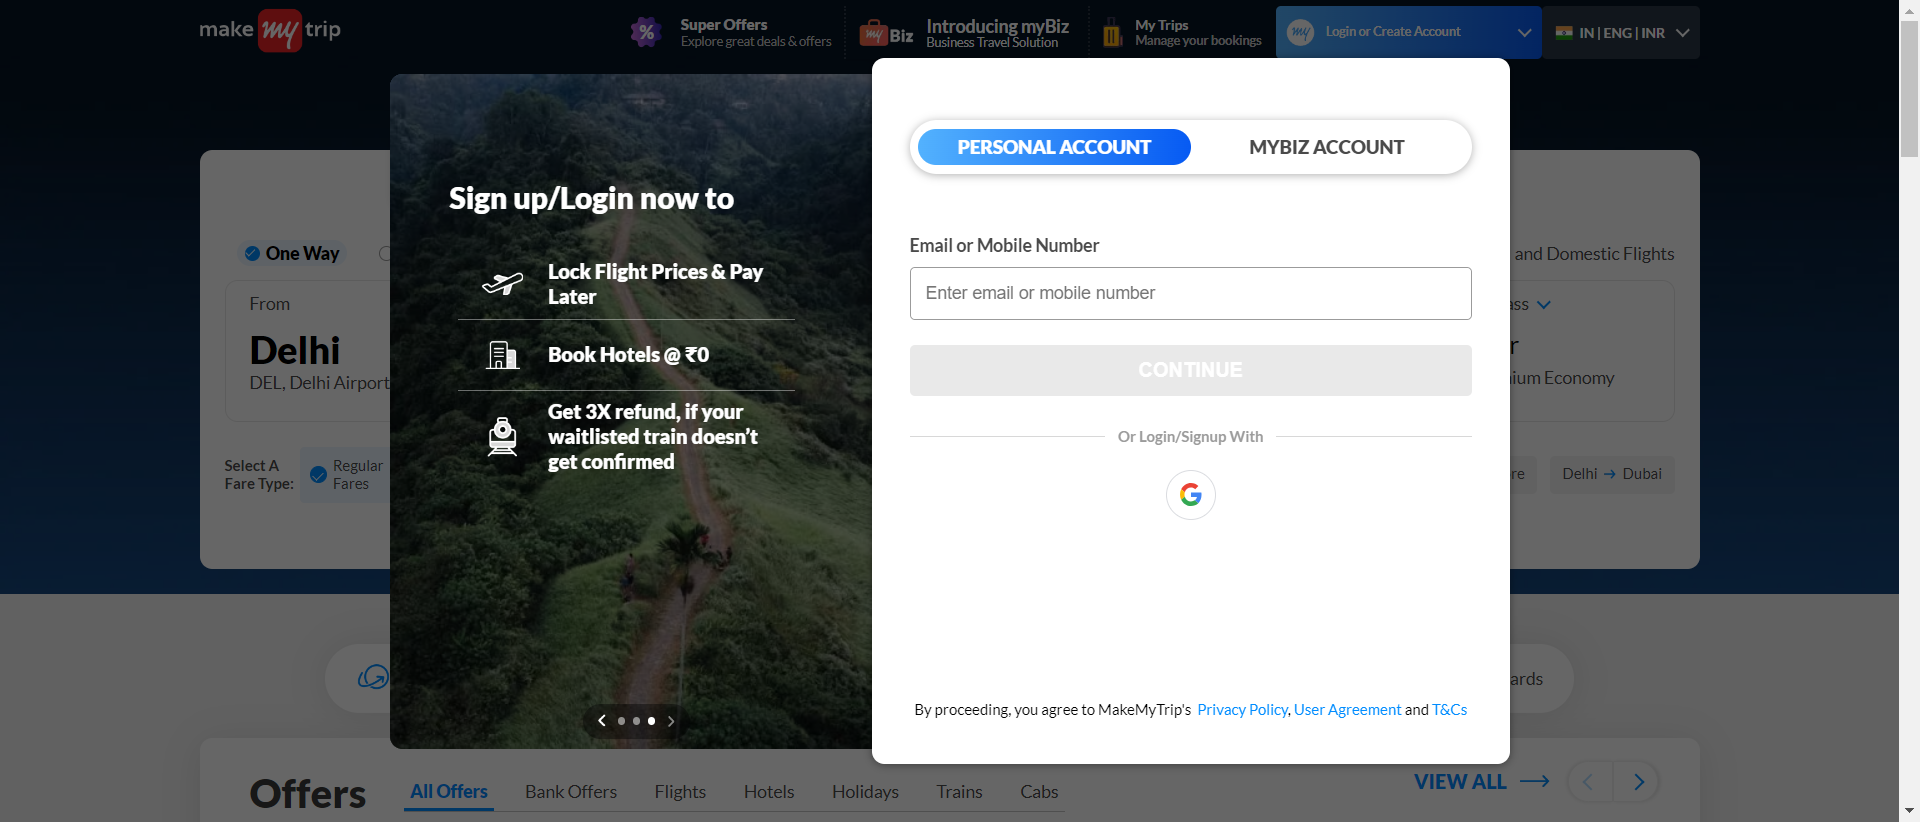 make my trip
Super Offers
Explore great deals & offers
my Biz
Introducing myBiz
Business Travel Solution
My Trips
Manage your bookings
my
Login or Create Account
IN | ENG | INR
Sign up/Login now to
Lock Flight Prices & Pay
Later
Book Hotels @ ₹0
Get 3X refund, if your
waitlisted train doesn't
get confirmed
PERSONAL ACCOUNT
MYBIZ ACCOUNT
Email or Mobile Number
Enter email or mobile number
CONTINUE
Or Login/Signup With
By proceeding, you agree to MakeMyTrip's Privacy Policy, User Agreement and T&Cs
One Way
and Domestic Flights
From
Delhi
DEL, Delhi Airport
Economy
Select A
Fare Type:
Regular
Fares
Delhi → Dubai
Offers
All Offers
Bank Offers
Flights
Hotels
Holidays
Trains
Cabs
VIEW ALL